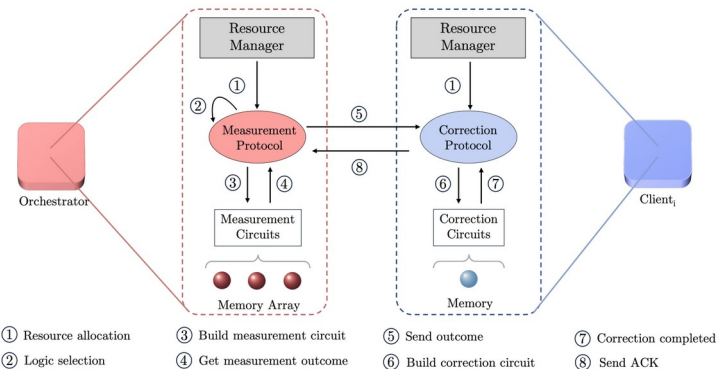 Resource
Manager
Resource
Manager
①
①
②
Measurement
Protocol
⑤
Correction
Protocol
⑧
③
④
⑥
⑦
Orchestrator
Client_i
Measurement
Circuits
Correction
Circuits
Memory Array
Memory
① Resource allocation
③ Build measurement circuit
⑤ Send outcome
⑦ Correction completed
② Logic selection
④ Get measurement outcome
⑥ Build correction circuit
⑧ Send ACK